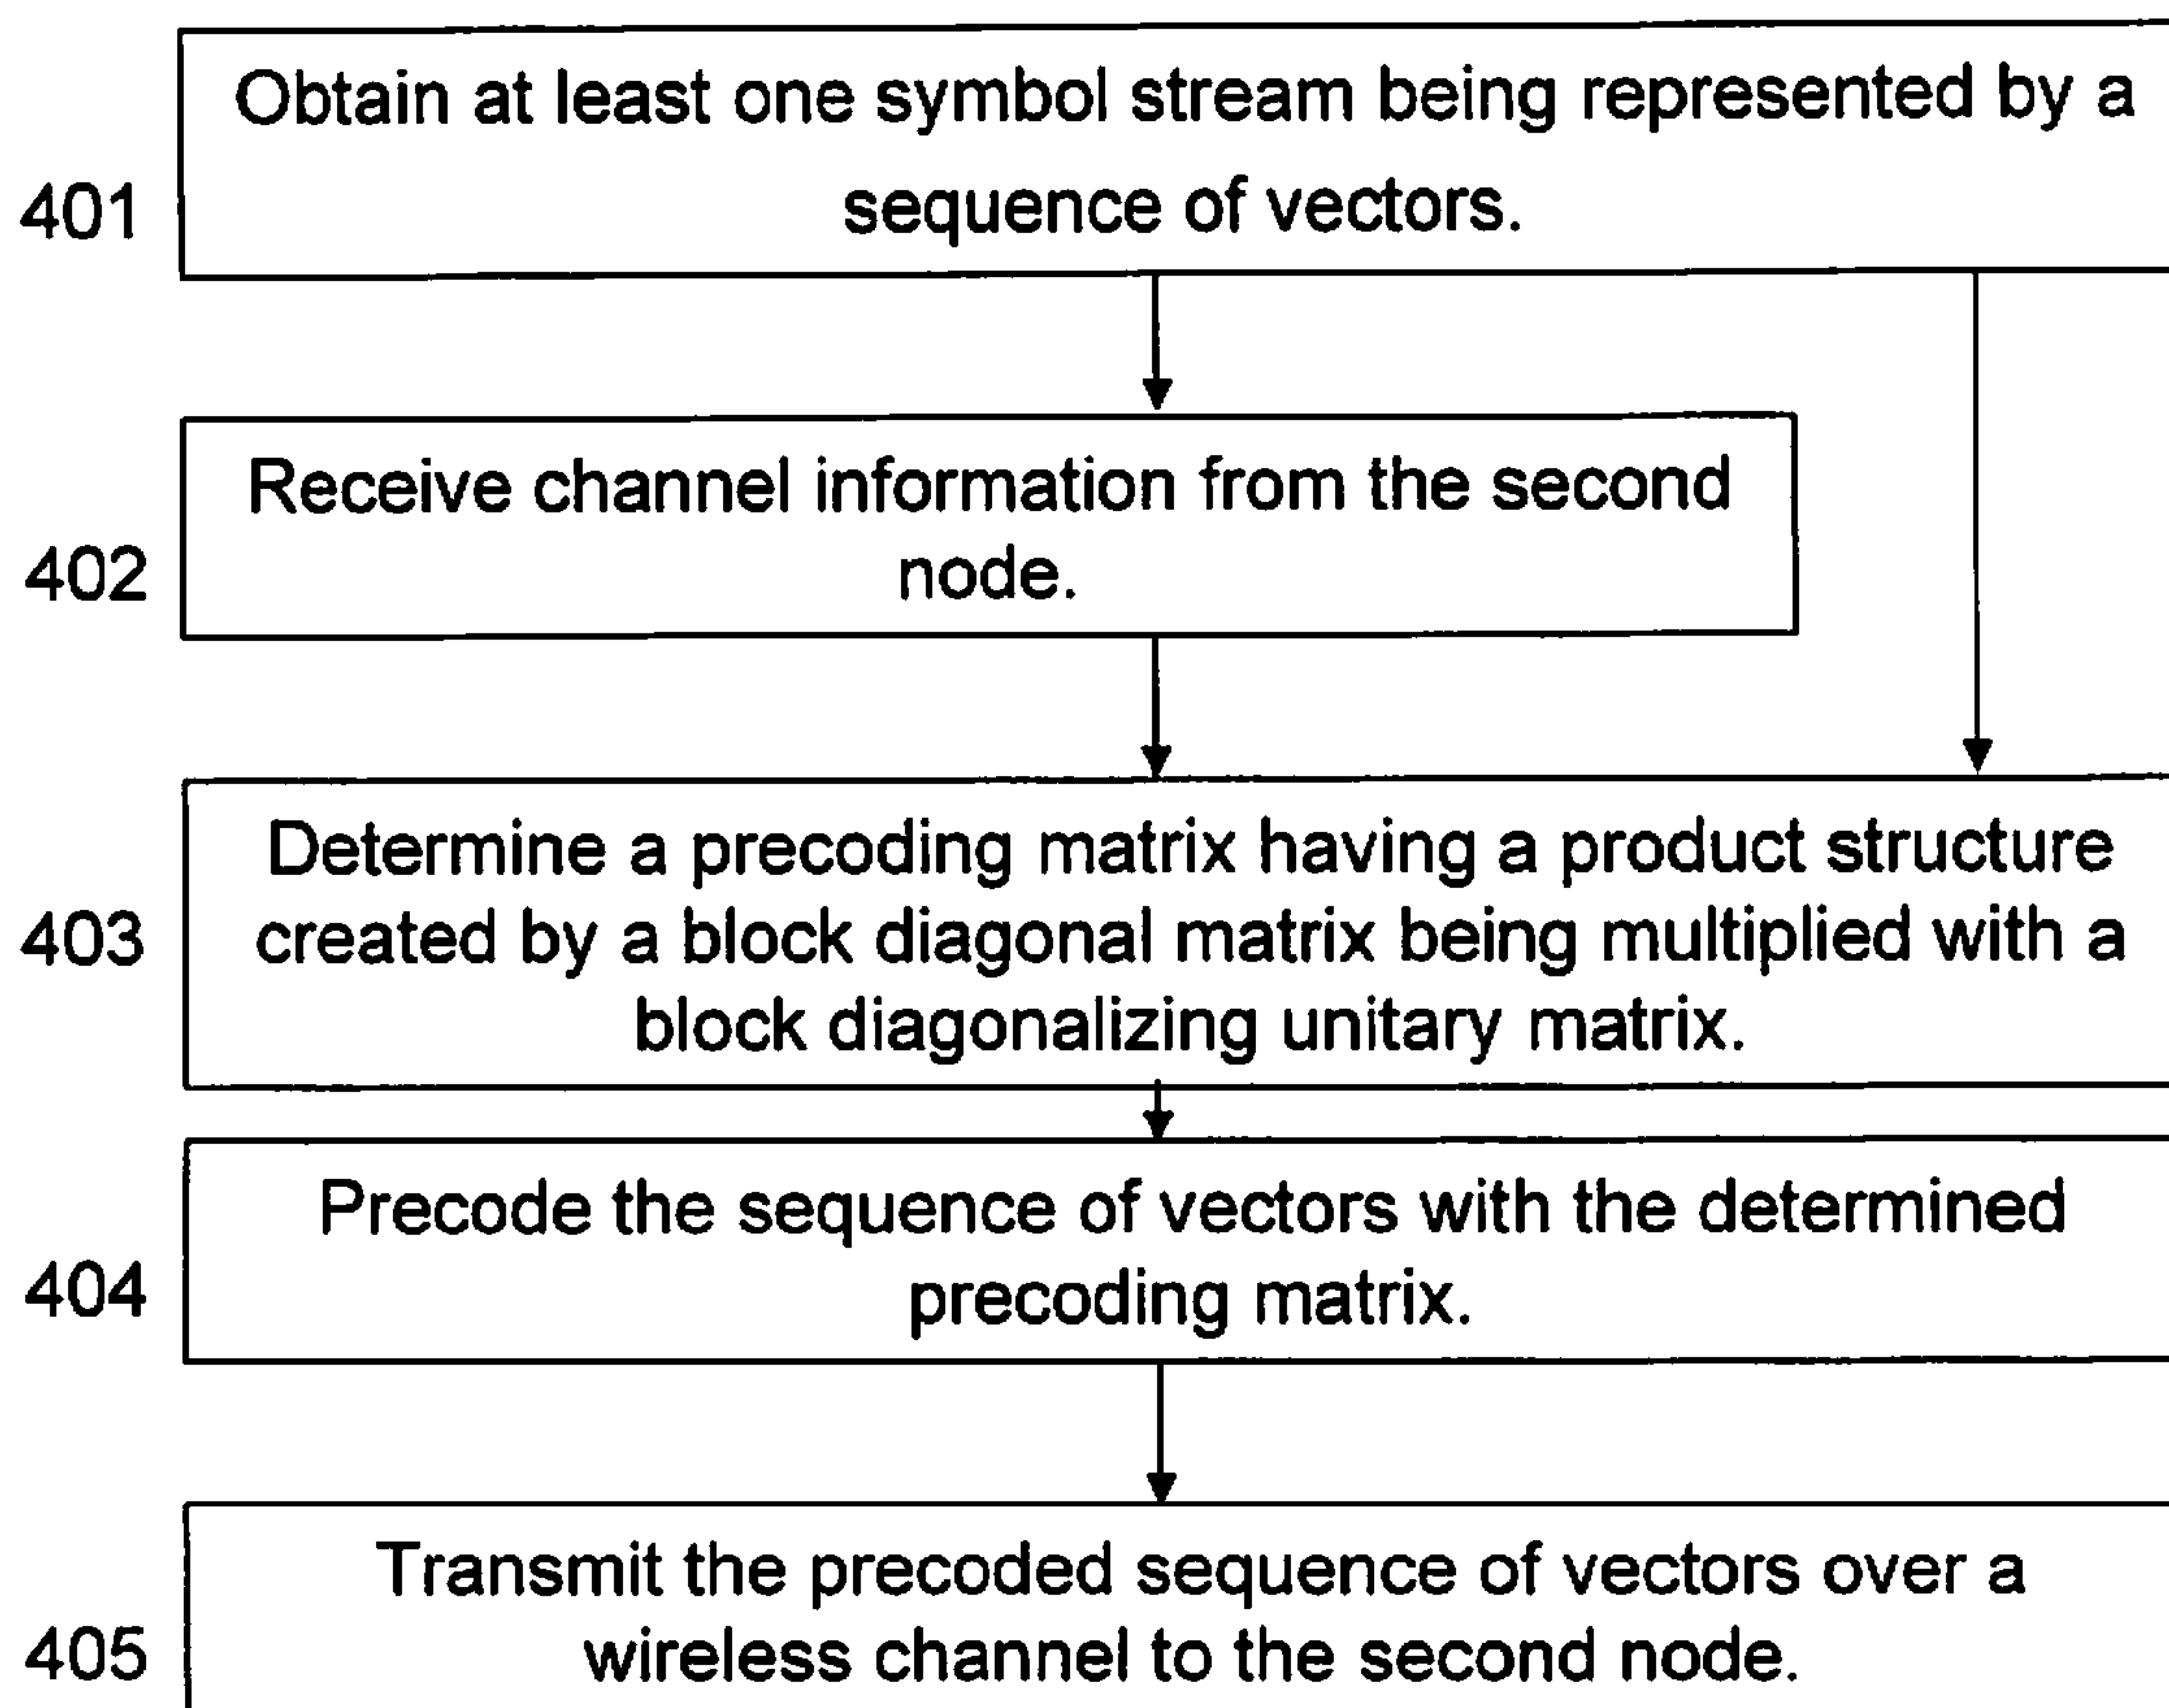 Obtain at least one symbol stream being represented by a
sequence of vectors.
401
Receive channel information from the second
node.
402
Determine a precoding matrix having a product structure
created by a block diagonal matrix being multiplied with a
block diagonalizing unitary matrix.
403
Precode the sequence of vectors with the determined
precoding matrix.
404
Transmit the precoded sequence of vectors over a
wireless channel to the second node.
405